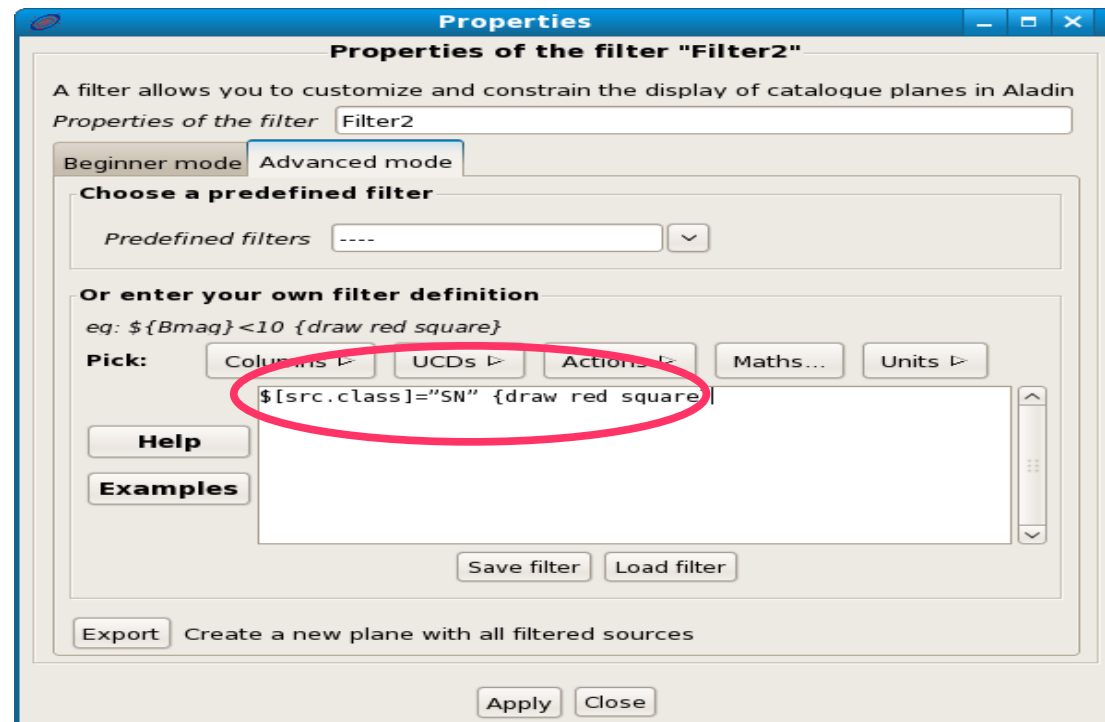 Properties
Properties of the filter "Filter2"
A filter allows you to customize and constrain the display of catalogue planes in Aladin
Properties of the filter Filter2
Beginner mode Advanced mode
Choose a predefined filter
Predefined filters ----
Or enter your own filter definition
eg: ${Bmag}<10 {draw red square}
Pick: Columns ▷ UCDs ▷ Actions ▷ Maths... Units ▷
$[src.class]=”SN” {draw red square}
Help
Examples
Save filter Load filter
Export Create a new plane with all filtered sources
Apply Close